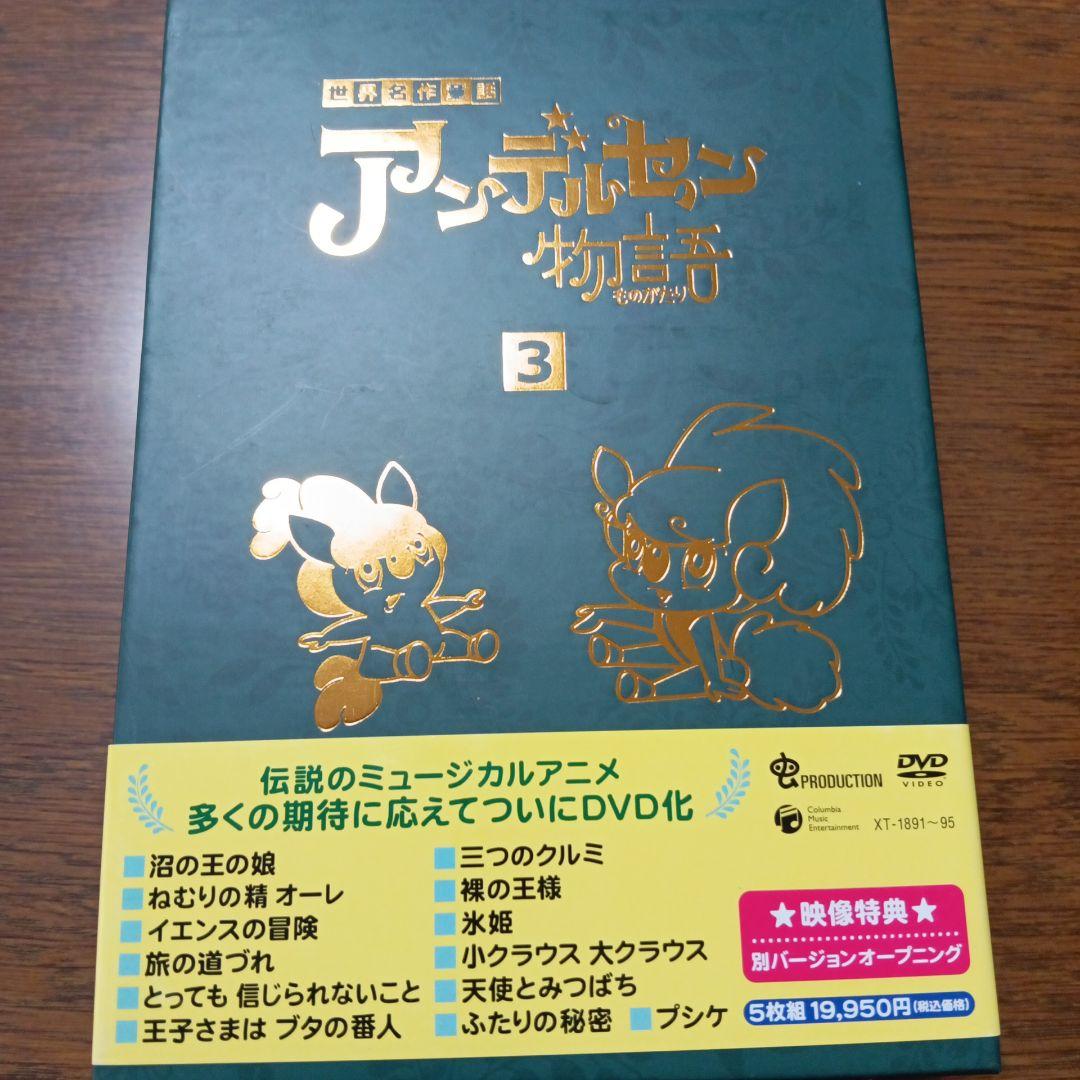 世界名作童話
アンデルセン
物語
ものがたり
3
伝説のミュージカルアニメ
多くの期待に応えてついにDVD化
沼の王の娘
ねむりの精 オーレ
イエンスの冒険
旅の道づれ
とっても 信じられないこと
王子さまは ブタの番人
三つのクルミ
裸の王様
氷姫
小クラウス 大クラウス
天使とみつばち
ふたりの秘密
プシケ
虫 PRODUCTION
DVD
VIDEO
Columbia
Music
Entertainment
XT-1891～95
★映像特典★
別バージョンオープニング
5枚組 19,950円(税込価格)